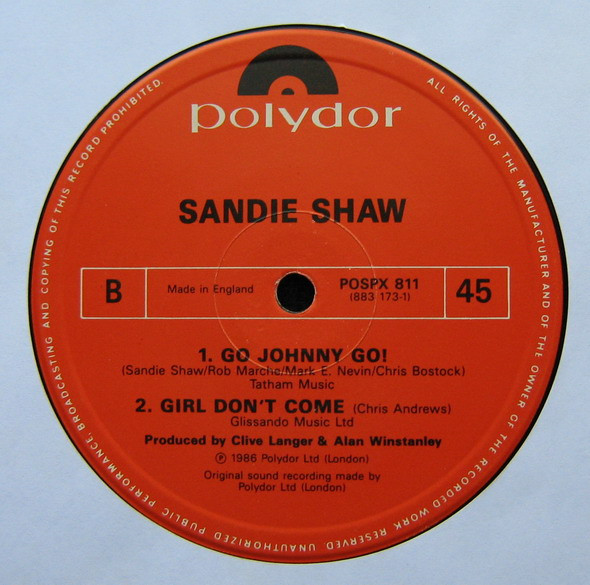 polydor
SANDIE SHAW
B
Made in England
POSPX 811
(883 173-1)
45
1. GO JOHNNY GO!
(Sandie Shaw/Rob Marche/Mark E. Nevin/Chris Bostock)
Tatham Music
2. GIRL DON'T COME (Chris Andrews)
Glissando Music Ltd
Produced by Clive Langer & Alan Winstanley
℗ 1986 Polydor Ltd (London)
Original sound recording made by
Polydor Ltd (London)
ALL RIGHTS OF THE MANUFACTURER AND OF THE OWNER OF THE RECORDED WORK RESERVED. UNAUTHORIZED PUBLIC PERFORMANCE, BROADCASTING AND COPYING OF THIS RECORD PROHIBITED.